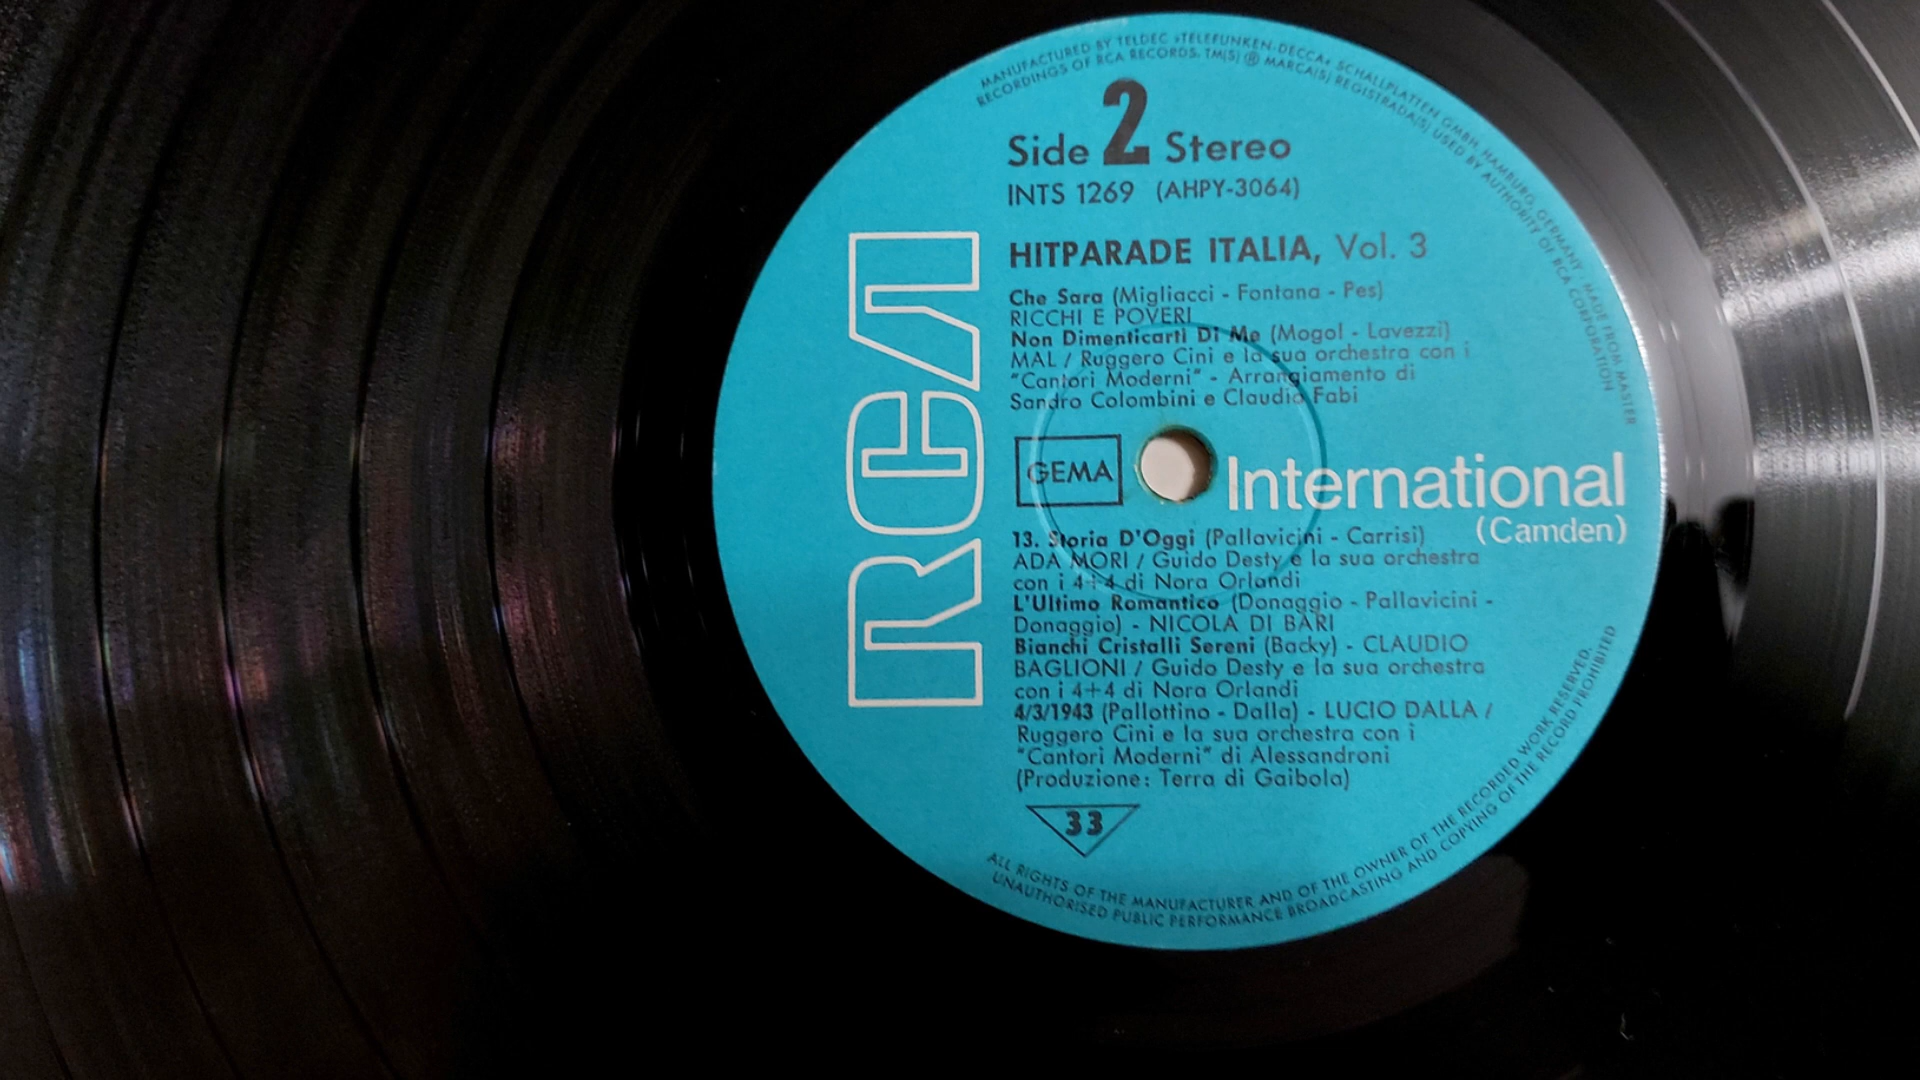 MANUFACTURED BY TELDEC »TELEFUNKEN-DECCA« SCHALLPLATTEN GMBH, HAMBURG, GERMANY · MADE FROM MASTER
RECORDINGS OF RCA RECORDS. TM(S) ® MARCA(S) REGISTRADA(S) USED BY AUTHORITY OF RCA CORPORATION
Side 2 Stereo
INTS 1269 (AHPY-3064)
HITPARADE ITALIA, Vol. 3
Che Sara (Migliacci - Fontana - Pes)
RICCHI E POVERI
Non Dimenticarti Di Me (Mogol - Lavezzi)
MAL / Ruggero Cini e la sua orchestra con i
"Cantori Moderni" - Arrangiamento di
Sandro Colombini e Claudio Fabi
RCA
GEMA
International
(Camden)
13. Storia D'Oggi (Pallavicini - Carrisi)
ADA MORI / Guido Desty e la sua orchestra
con i 4+4 di Nora Orlandi
L'Ultimo Romantico (Donaggio - Pallavicini -
Donaggio) - NICOLA DI BARI
Bianchi Cristalli Sereni (Backy) - CLAUDIO
BAGLIONI / Guido Desty e la sua orchestra
con i 4+4 di Nora Orlandi
4/3/1943 (Pallottino - Dalla) - LUCIO DALLA /
Ruggero Cini e la sua orchestra con i
"Cantori Moderni" di Alessandroni
(Produzione: Terra di Gaibola)
33
ALL RIGHTS OF THE MANUFACTURER AND OF THE OWNER OF THE RECORDED WORK RESERVED.
UNAUTHORISED PUBLIC PERFORMANCE BROADCASTING AND COPYING OF THE RECORD PROHIBITED